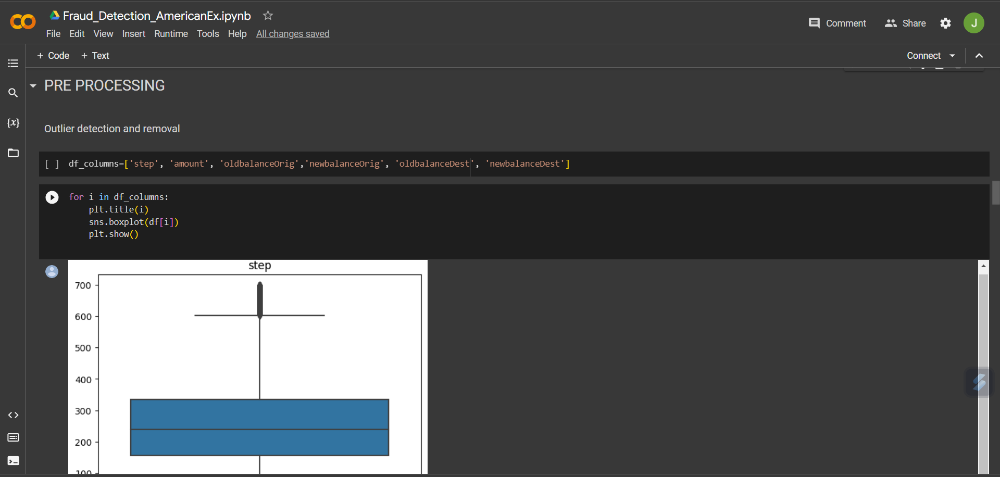 Fraud_Detection_AmericanEx.ipynb
File Edit View Insert Runtime Tools Help All changes saved
Comment Share J
+ Code + Text Connect
PRE PROCESSING
{x}
Outlier detection and removal
[ ] df_columns=['step', 'amount', 'oldbalanceOrig','newbalanceOrig', 'oldbalanceDest', 'newbalanceDest']
for i in df_columns:
plt.title(i)
sns.boxplot(df[i])
plt.show()
step
700
600
500
400
300
200
100